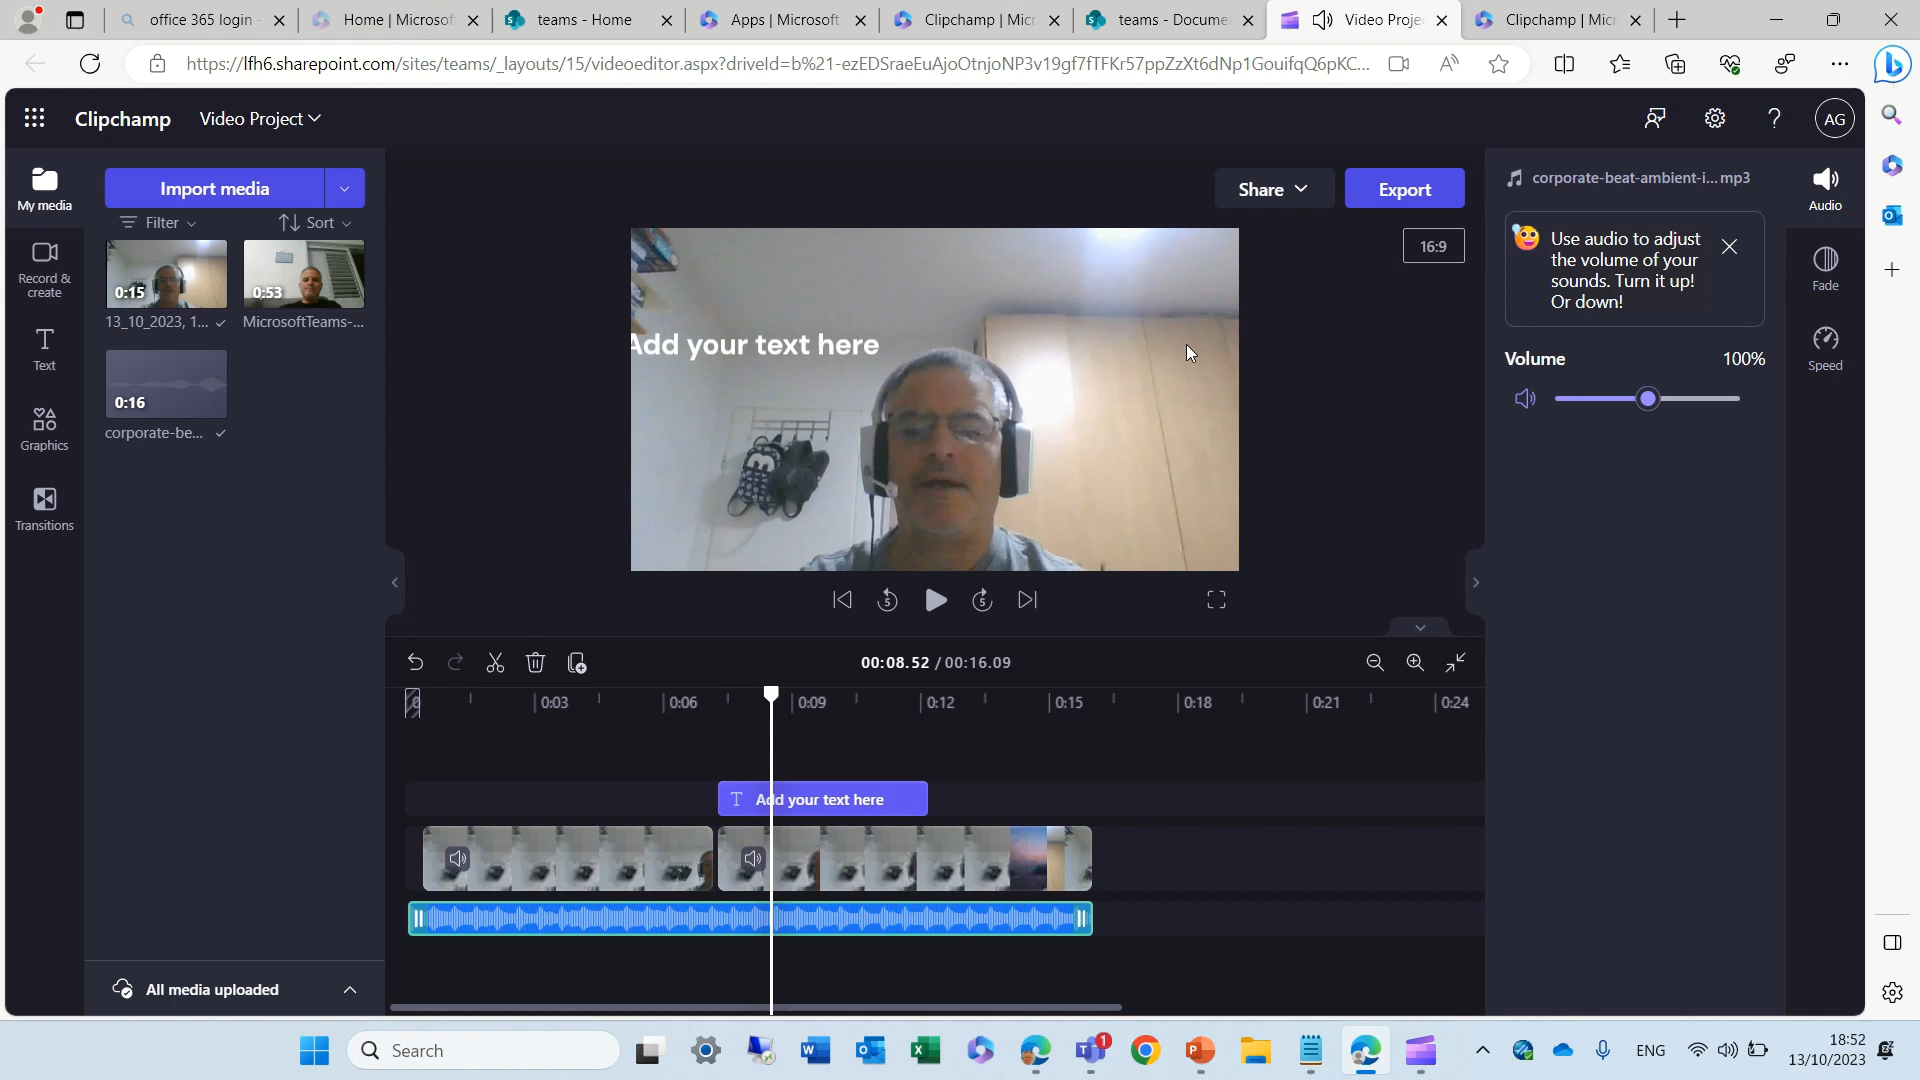 office 365 login -
Home | Microsof
teams - Home
Apps | Microsoft
Clipchamp | Micr
teams - Docume
Video Proje
Clipchamp | Micr
https://lfh6.sharepoint.com/sites/teams/_layouts/15/videoeditor.aspx?driveId=b%21-ezEDSraeEuAjoOtnjoNP3v19gf7fTFKr57ppZzXt6dNp1GouifqQ6pKC...
Clipchamp
Video Project
AG
My media
Record &
create
Text
Graphics
Transitions
Import media
Filter
Sort
0:15
0:53
13_10_2023, 1...
MicrosoftTeams-...
0:16
corporate-be...
All media uploaded
Share
Export
16:9
Add your text here
5
5
00:08.52 / 00:16.09
0
0:03
0:06
0:09
0:12
0:15
0:18
0:21
0:24
Add your text here
corporate-beat-ambient-i...mp3
Use audio to adjust
the volume of your
sounds. Turn it up!
Or down!
Volume
100%
Audio
Fade
Speed
Search
1
ENG
18:52
13/10/2023